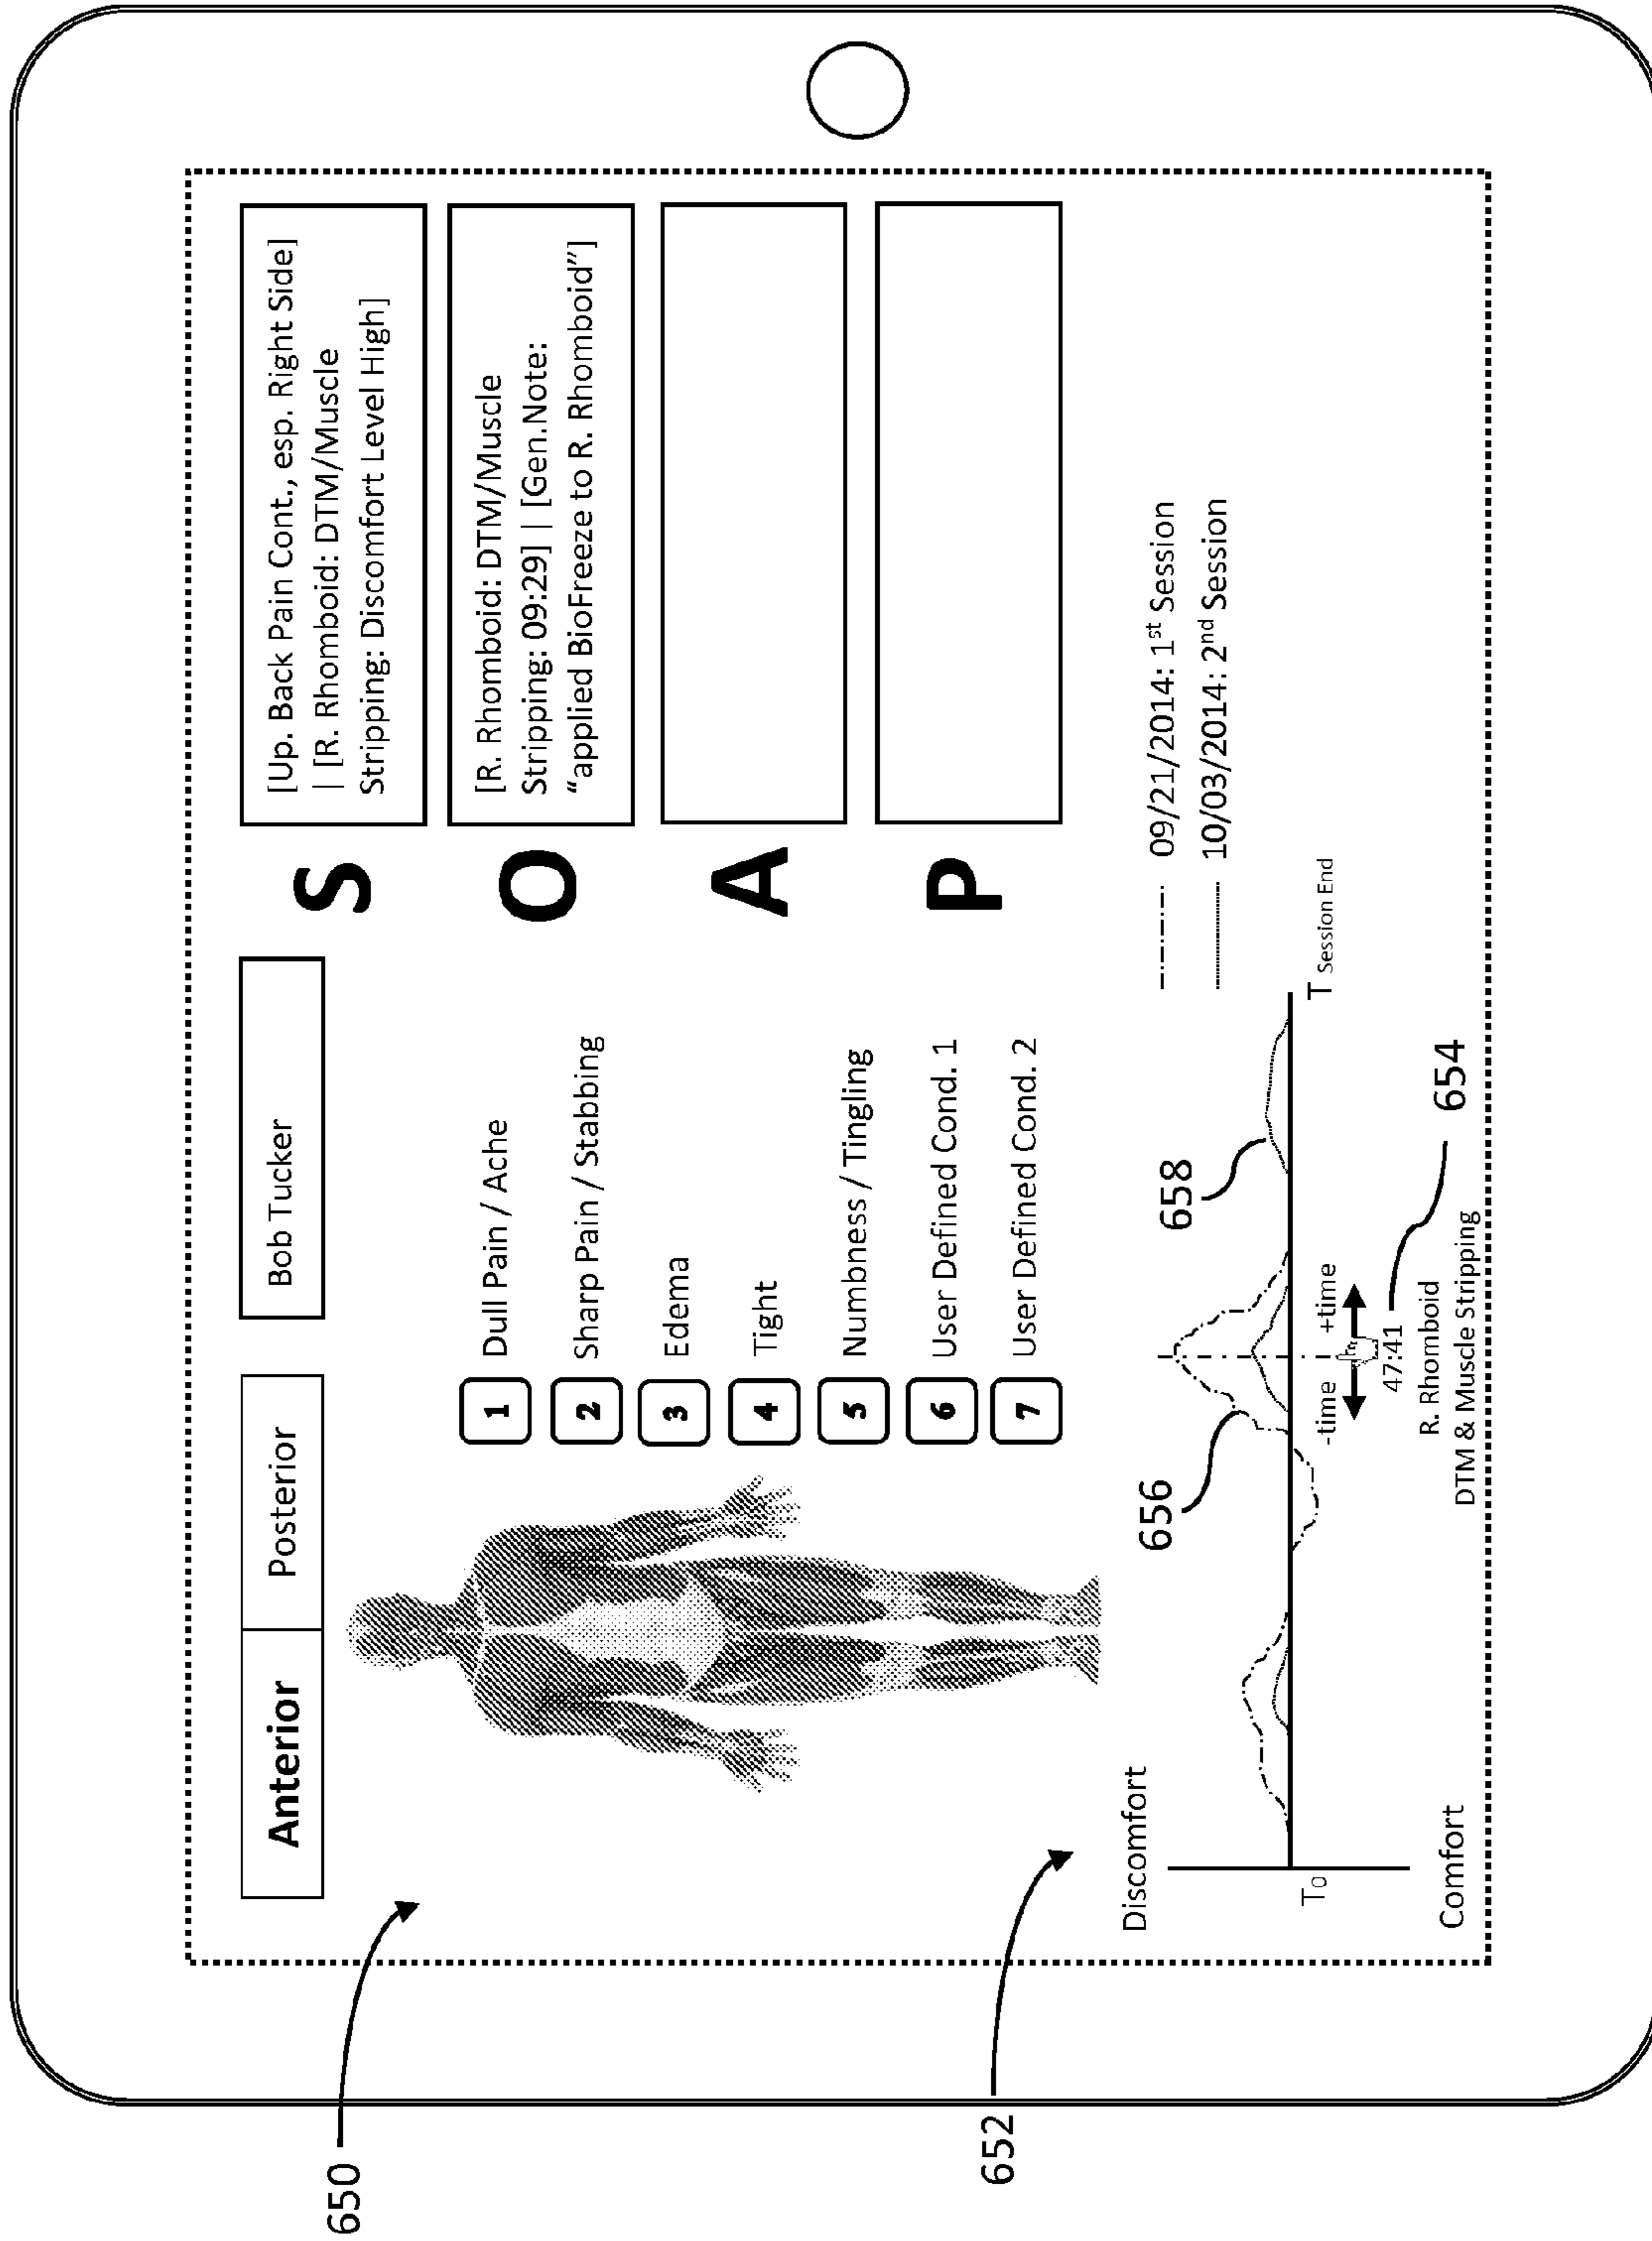 650
652
Anterior
Posterior
Bob Tucker
1
Dull Pain / Ache
2
Sharp Pain / Stabbing
3
Edema
4
Tight
5
Numbness / Tingling
6
User Defined Cond. 1
7
User Defined Cond. 2
S
[Up. Back Pain Cont., esp. Right Side]
| [R. Rhomboid: DTM/Muscle
Stripping: Discomfort Level High]
O
[R. Rhomboid: DTM/Muscle
Stripping: 09:29] | [Gen.Note:
“applied BioFreeze to R. Rhomboid”]
A
P
Discomfort
656
658
09/21/2014: 1st Session
10/03/2014: 2nd Session
T0
T Session End
-time
+time
47:41
654
R. Rhomboid
DTM & Muscle Stripping
Comfort